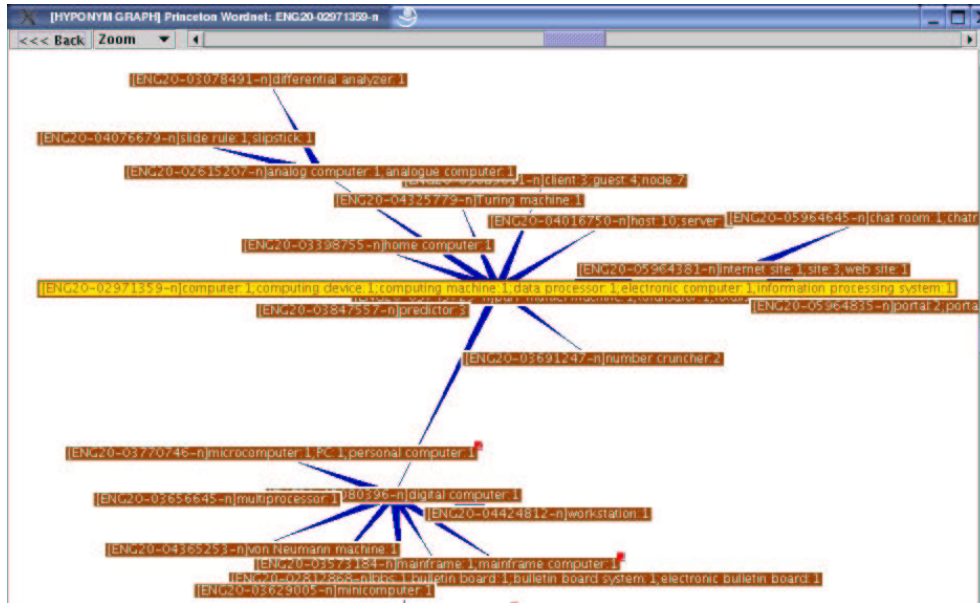 [HYPONYM GRAPH] Princeton Wordnet: ENG20-02971359-n
<<< Back Zoom
[ENG20-03078491-n]differential analyzer:1
[ENG20-04076679-n]slide rule:1,slipstick:1
[ENG20-02615207-n]analog computer:1,analogue computer:1
client:3,guest:4,node:7
[ENG20-04325779-n]Turing machine:1
[ENG20-04016750-n]host:10,server:
[ENG20-05964645-n]chat room:1,chatr
[ENG20-03398755-n]home computer:1
[ENG20-05964381-n]internet site:1,site:3,web site:1
[ENG20-02971359-n]computer:1,computing device:1,computing machine:1,data processor:1,electronic computer:1,information processing system:1
[ENG20-03847557-n]predictor:3
[ENG20-05964835-n]portal:2,porta
[ENG20-03691247-n]number cruncher:2
[ENG20-03770746-n]microcomputer:1,PC:1,personal computer:1
[ENG20-03656645-n]multiprocessor:1
080396-n]digital computer:1
[ENG20-04424812-n]workstation:1
[ENG20-04365253-n]von Neumann machine:1
[ENG20-03573184-n]mainframe:1,mainframe computer:1
[ENG20-02812868-n]bbs:1,bulletin board:1,bulletin board system:1,electronic bulletin board:1
[ENG20-03629005-n]minicomputer:1